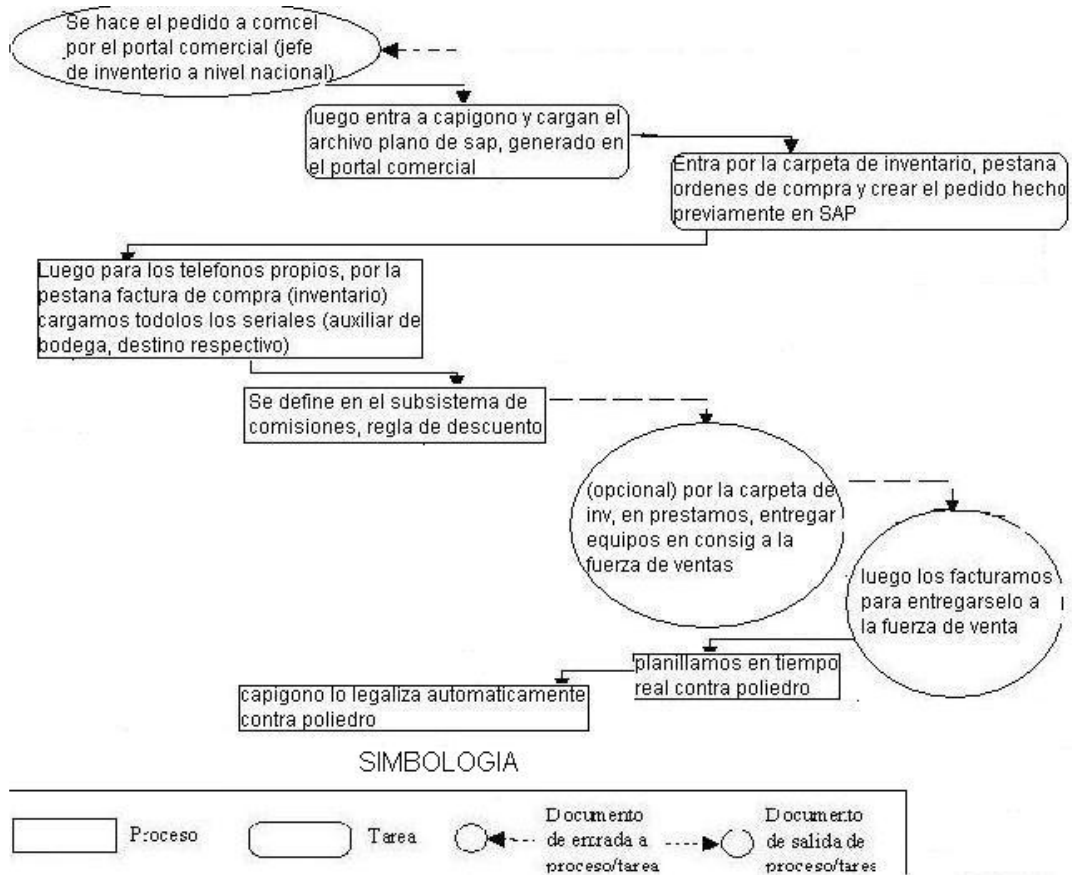 Se hace el pedido a comcel
por el portal comercial (jefe
de inventerio a nivel nacional)
luego entra a capigono y cargan el
archivo plano de sap, generado en
el portal comercial
Entra por la carpeta de inventario, pestana
ordenes de compra y crear el pedido hecho
previamente en SAP
Luego para los telefonos propios, por la
pestana factura de compra (inventario)
cargamos todolos los seriales (auxiliar de
bodega, destino respectivo)
Se define en el subsistema de
comisiones, regla de descuento
(opcional) por la carpeta de
inv, en prestamos, entregar
equipos en consig a la
fuerza de ventas
luego los facturamos
para entregarselo a
la fuerza de venta
planillamos en tiempo
real contra poliedro
capigono lo legaliza automaticamente
contra poliedro
SIMBOLOGIA
Proceso
Tarea
Documento
de entrada a
proceso/tarea
Documento
de salida de
proceso/tarea